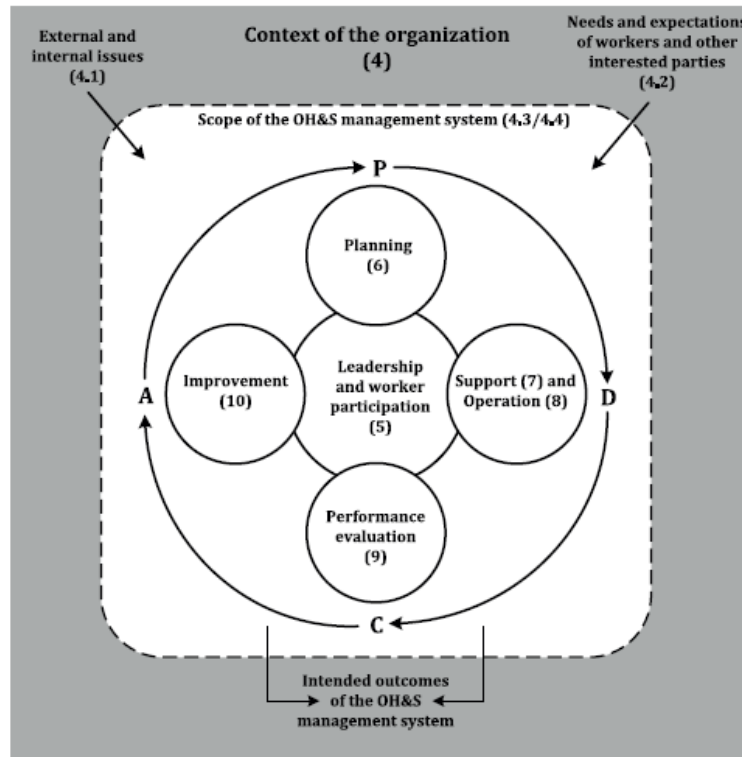 External and
internal issues
(4.1)
Context of the organization
(4)
Needs and expectations
of workers and other
interested parties
(4.2)
Scope of the OH&S management system (4.3/4.4)
P
Planning
(6)
A
Improvement
(10)
Leadership
and worker
participation
(5)
Support (7) and
Operation (8)
D
Performance
evaluation
(9)
C
Intended outcomes
of the OH&S
management system